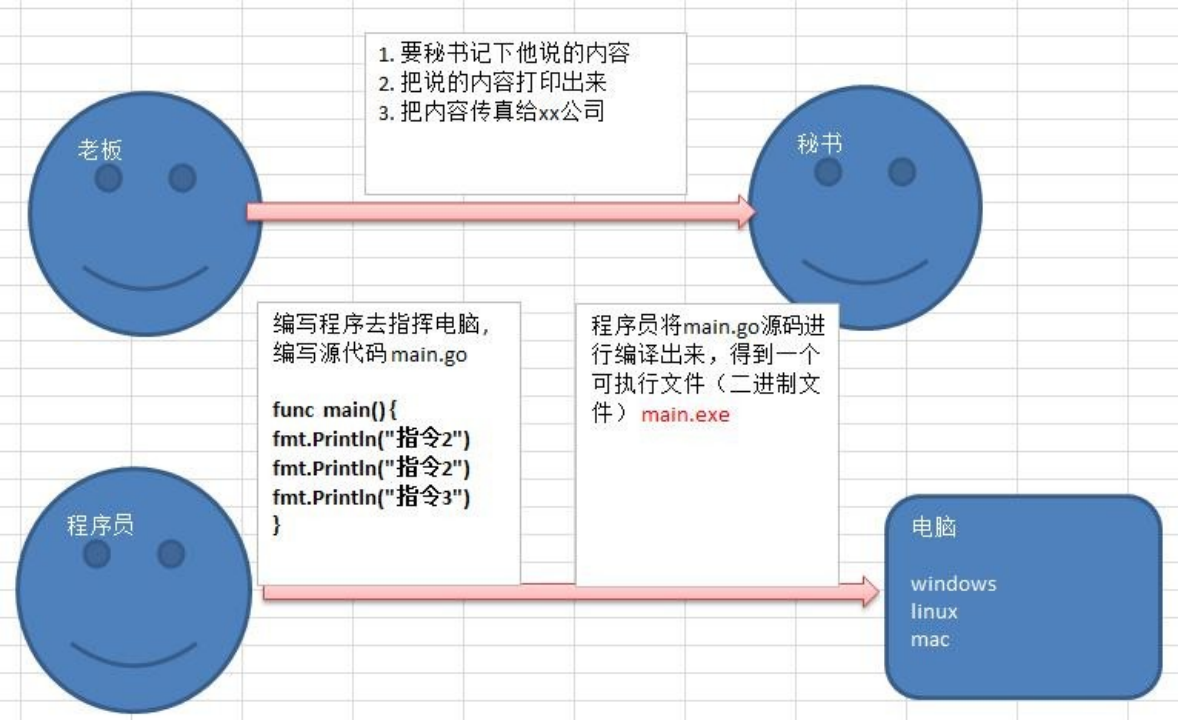 1. 要秘书记下他说的内容
2. 把说的内容打印出来
3. 把内容传真给xx公司
老板
秘书
编写程序去指挥电脑,
编写源代码 main.go
func main(){
fmt.Println("指令2")
fmt.Println("指令2")
fmt.Println("指令3")
}
程序员将main.go源码进
行编译出来，得到一个
可执行文件（二进制文
件） main.exe
程序员
电脑
windows
linux
mac